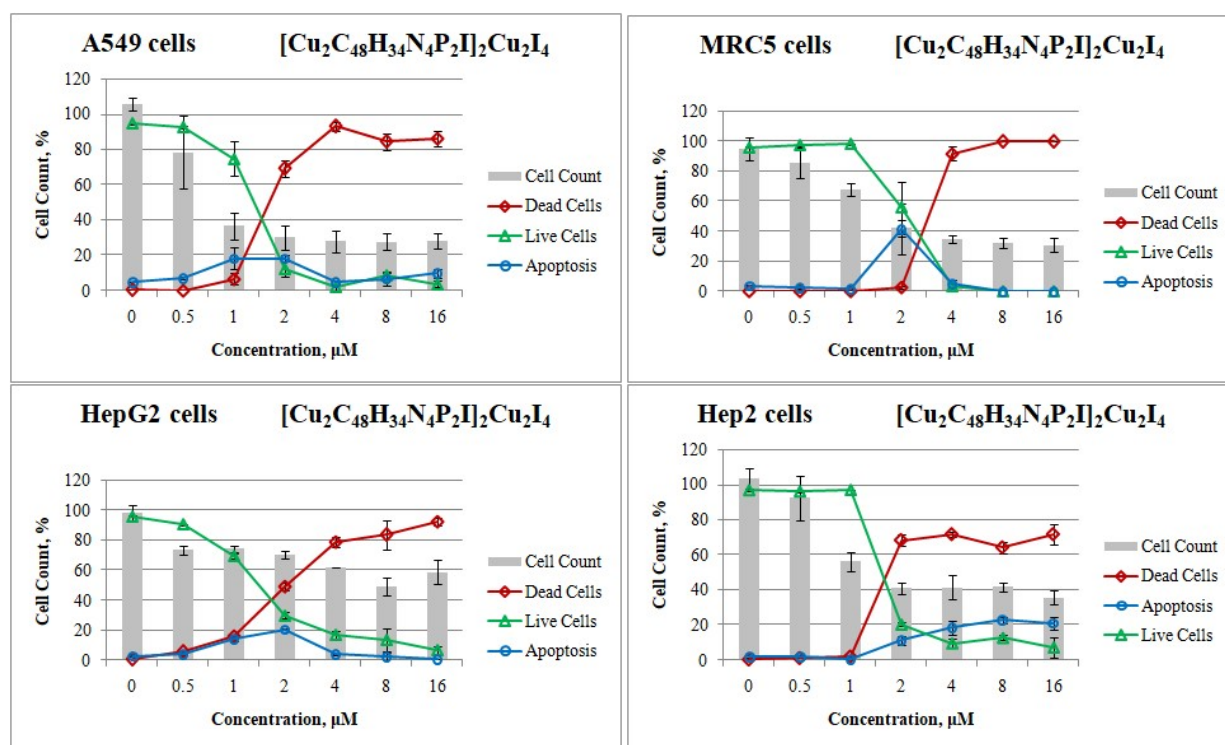 A549 cells [Cu₂C₄₈H₃₄N₄P₂I]₂Cu₂I₄
Cell Count, %
120
100
80
60
40
20
0
0 0.5 1 2 4 8 16
Concentration, µM
Cell Count
Dead Cells
Live Cells
Apoptosis
MRC5 cells [Cu₂C₄₈H₃₄N₄P₂I]₂Cu₂I₄
Cell Count, %
120
100
80
60
40
20
0
0 0.5 1 2 4 8 16
Concentration, µM
Cell Count
Dead Cells
Live Cells
Apoptosis
HepG2 cells [Cu₂C₄₈H₃₄N₄P₂I]₂Cu₂I₄
Cell Count, %
120
100
80
60
40
20
0
0 0.5 1 2 4 8 16
Concentration, µM
Cell Count
Dead Cells
Live Cells
Apoptosis
Hep2 cells [Cu₂C₄₈H₃₄N₄P₂I]₂Cu₂I₄
Cell Count, %
120
100
80
60
40
20
0
0 0.5 1 2 4 8 16
Concentration, µM
Cell Count
Dead Cells
Apoptosis
Live Cells